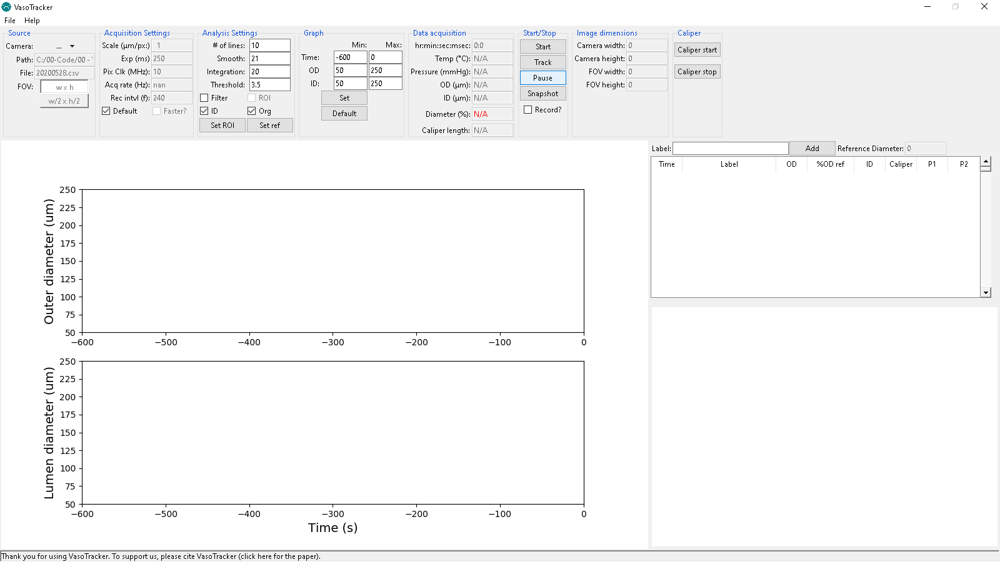 VasoTracker
File Help
Source
Camera: ...
Path: C:/00-Code/00 - '
File: 20200528.csv
FOV: w x h
w/2 x h/2
Acquisition Settings
Scale (µm/px:) 1
Exp (ms) 250
Pix Clk (MHz): 10
Acq rate (Hz): nan
Rec intvl (f): 240
Default Faster?
Analysis Settings
# of lines: 10
Smooth: 21
Integration: 20
Threshold: 3.5
Filter ROI
ID Org
Set ROI Set ref
Graph
Min: Max:
Time: -600 0
OD 50 250
ID: 50 250
Set
Default
Data acquisition
hr:min:sec:msec: 0:0
Temp (°C): N/A
Pressure (mmHg): N/A
OD (µm): N/A
ID (µm): N/A
Diameter (%): N/A
Caliper length: N/A
Start/Stop
Start
Track
Pause
Snapshot
Record?
Image dimensions
Camera width: 0
Camera height: 0
FOV width: 0
FOV height: 0
Caliper
Caliper start
Caliper stop
Label: Add Reference Diameter: 0
Time Label OD %OD ref ID Caliper P1 P2
Outer diameter (um)
250
225
200
175
150
125
100
75
50
−600 −500 −400 −300 −200 −100 0
Lumen diameter (um)
250
225
200
175
150
125
100
75
50
−600 −500 −400 −300 −200 −100 0
Time (s)
Thank you for using VasoTracker. To support us, please cite VasoTracker (click here for the paper).